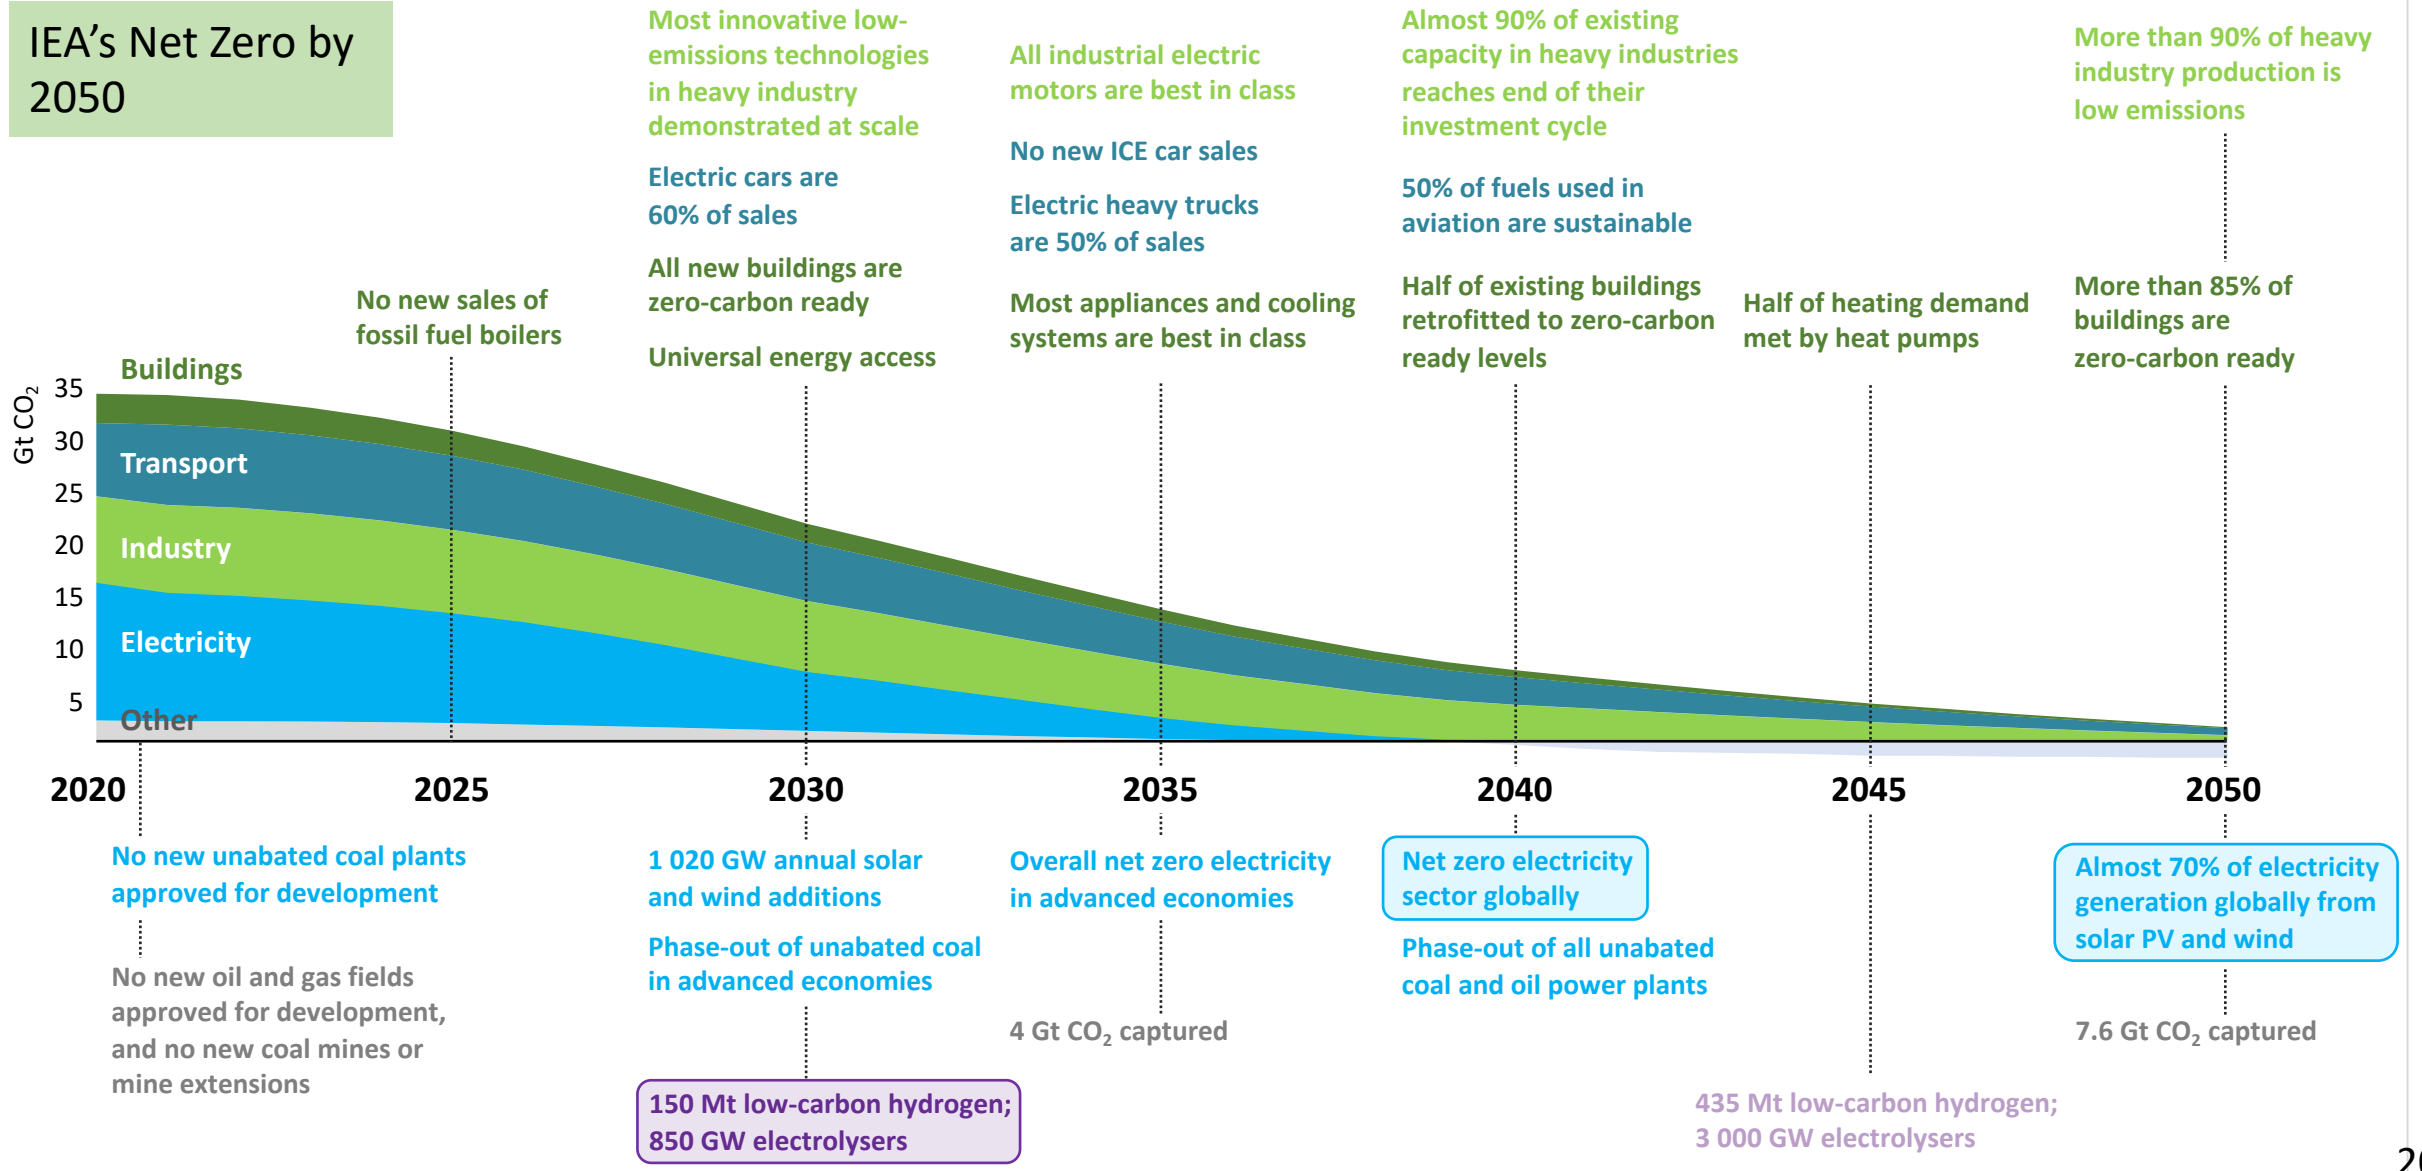 IEA’s Net Zero by
2050
Most innovative low-
emissions technologies
in heavy industry
demonstrated at scale
Electric cars are
60% of sales
All new buildings are
zero-carbon ready
Universal energy access
All industrial electric
motors are best in class
No new ICE car sales
Electric heavy trucks
are 50% of sales
Most appliances and cooling
systems are best in class
Almost 90% of existing
capacity in heavy industries
reaches end of their
investment cycle
50% of fuels used in
aviation are sustainable
Half of existing buildings
retrofitted to zero-carbon
ready levels
Half of heating demand
met by heat pumps
More than 90% of heavy
industry production is
low emissions
More than 85% of
buildings are
zero-carbon ready
No new sales of
fossil fuel boilers
Gt CO₂
35
30
25
20
15
10
5
Buildings
Transport
Industry
Electricity
Other
2020
2025
2030
2035
2040
2045
2050
No new unabated coal plants
approved for development
No new oil and gas fields
approved for development,
and no new coal mines or
mine extensions
1 020 GW annual solar
and wind additions
Phase-out of unabated coal
in advanced economies
150 Mt low-carbon hydrogen;
850 GW electrolysers
Overall net zero electricity
in advanced economies
4 Gt CO₂ captured
Net zero electricity
sector globally
Phase-out of all unabated
coal and oil power plants
435 Mt low-carbon hydrogen;
3 000 GW electrolysers
Almost 70% of electricity
generation globally from
solar PV and wind
7.6 Gt CO₂ captured